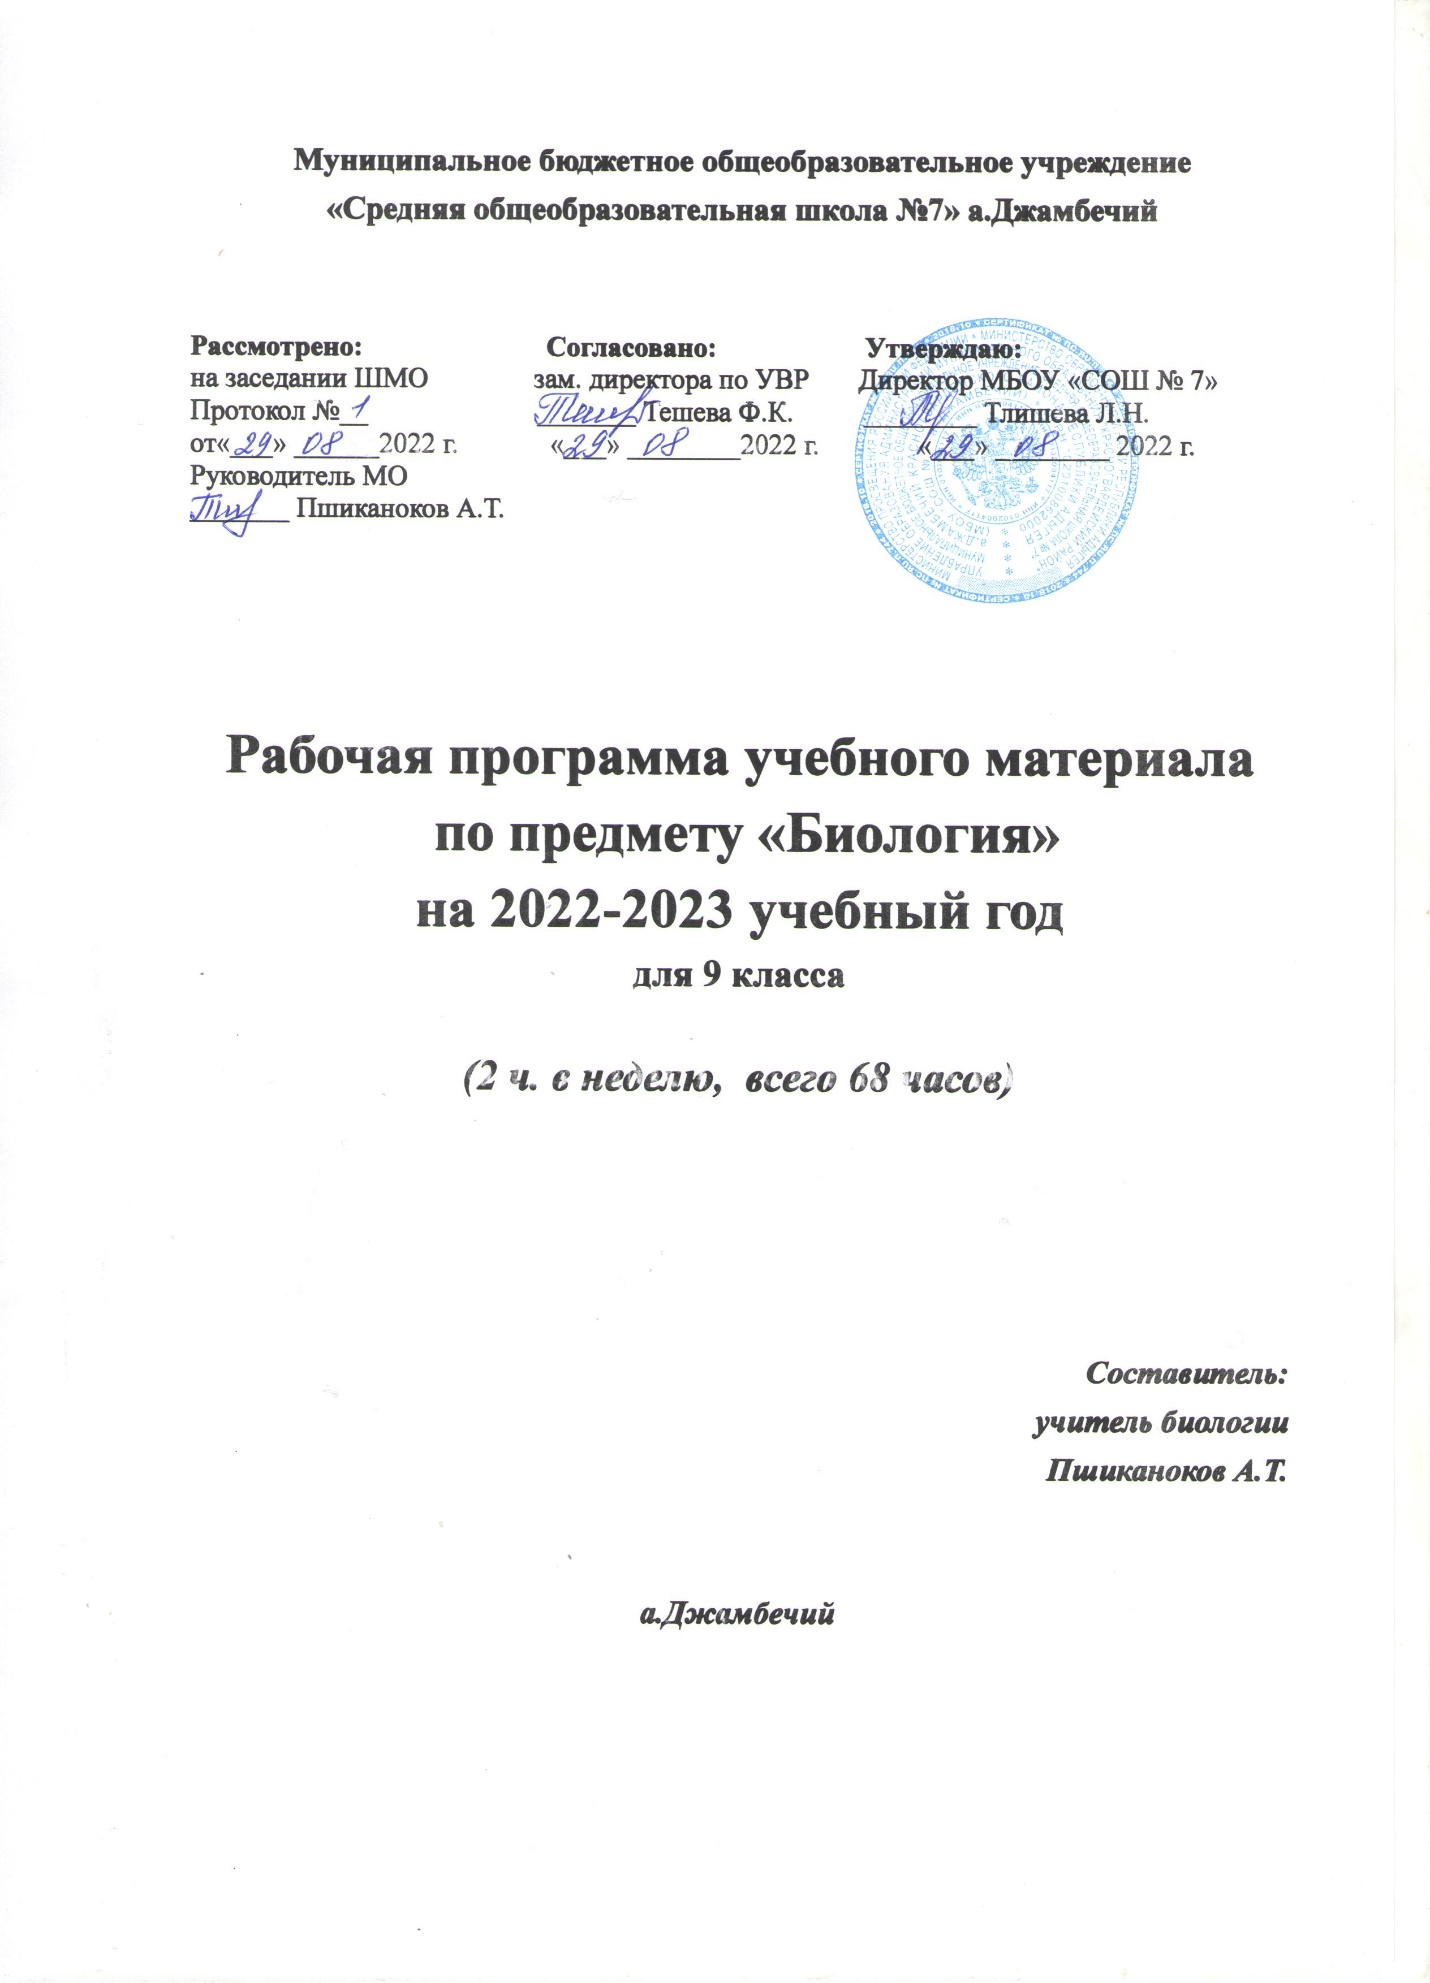 Муниципальное бюджетное общеобразовательное учреждение
«Средняя общеобразовательная школа №7» а.Джамбечий
Рассмотрено:
на заседании ШМО
Протокол № 1
от«29» 08 2022 г.
Руководитель МО
Пшиканоков А.Т.
Согласовано:
зам. директора по УВР
Тешева Ф.К.
«29» 08 2022 г.
Утверждаю:
Директор МБОУ «СОШ № 7»
Тлишева Л.Н.
«29» 08 2022 г.
Рабочая программа учебного материала
по предмету «Биология»
на 2022-2023 учебный год
для 9 класса
(2 ч. в неделю, всего 68 часов)
Составитель:
учитель биологии
Пшиканоков А.Т.
а.Джамбечий